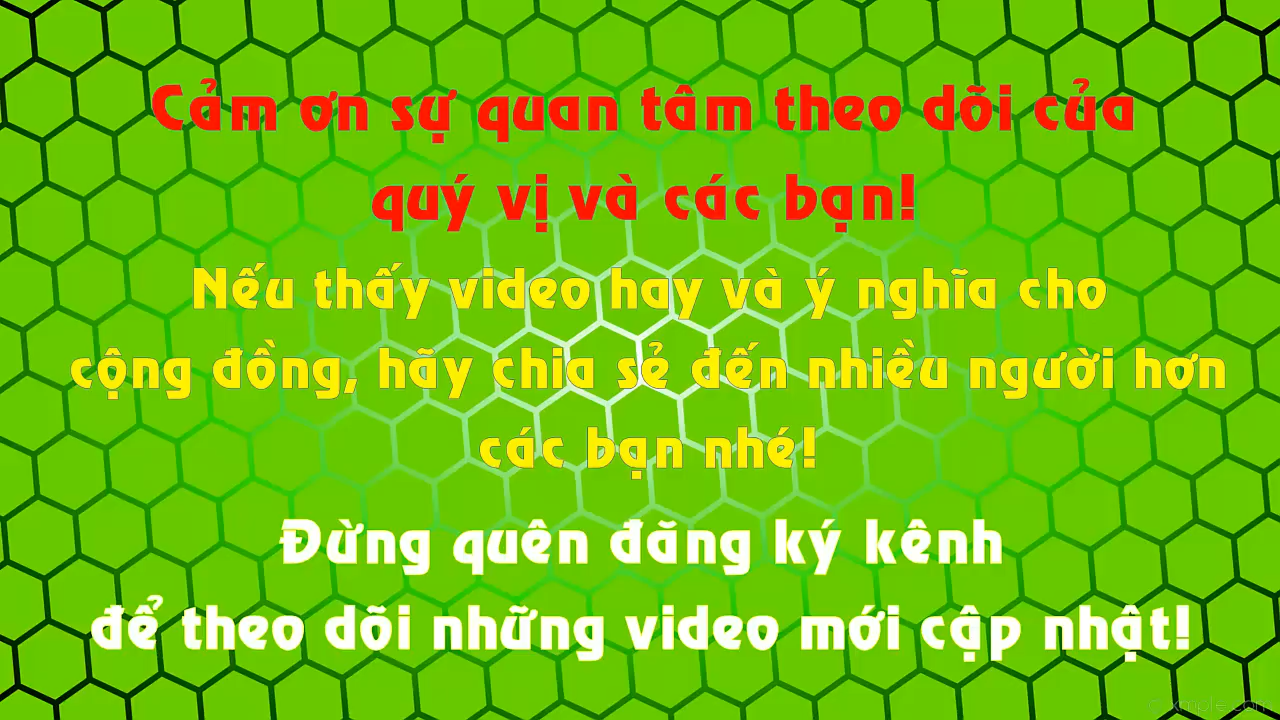 Cảm ơn sự quan tâm theo dõi của
quý vị và các bạn!
Nếu thấy video hay và ý nghĩa cho
cộng đồng, hãy chia sẻ đến nhiều người hơn
các bạn nhé!
Đừng quên đăng ký kênh
để theo dõi những video mới cập nhật!